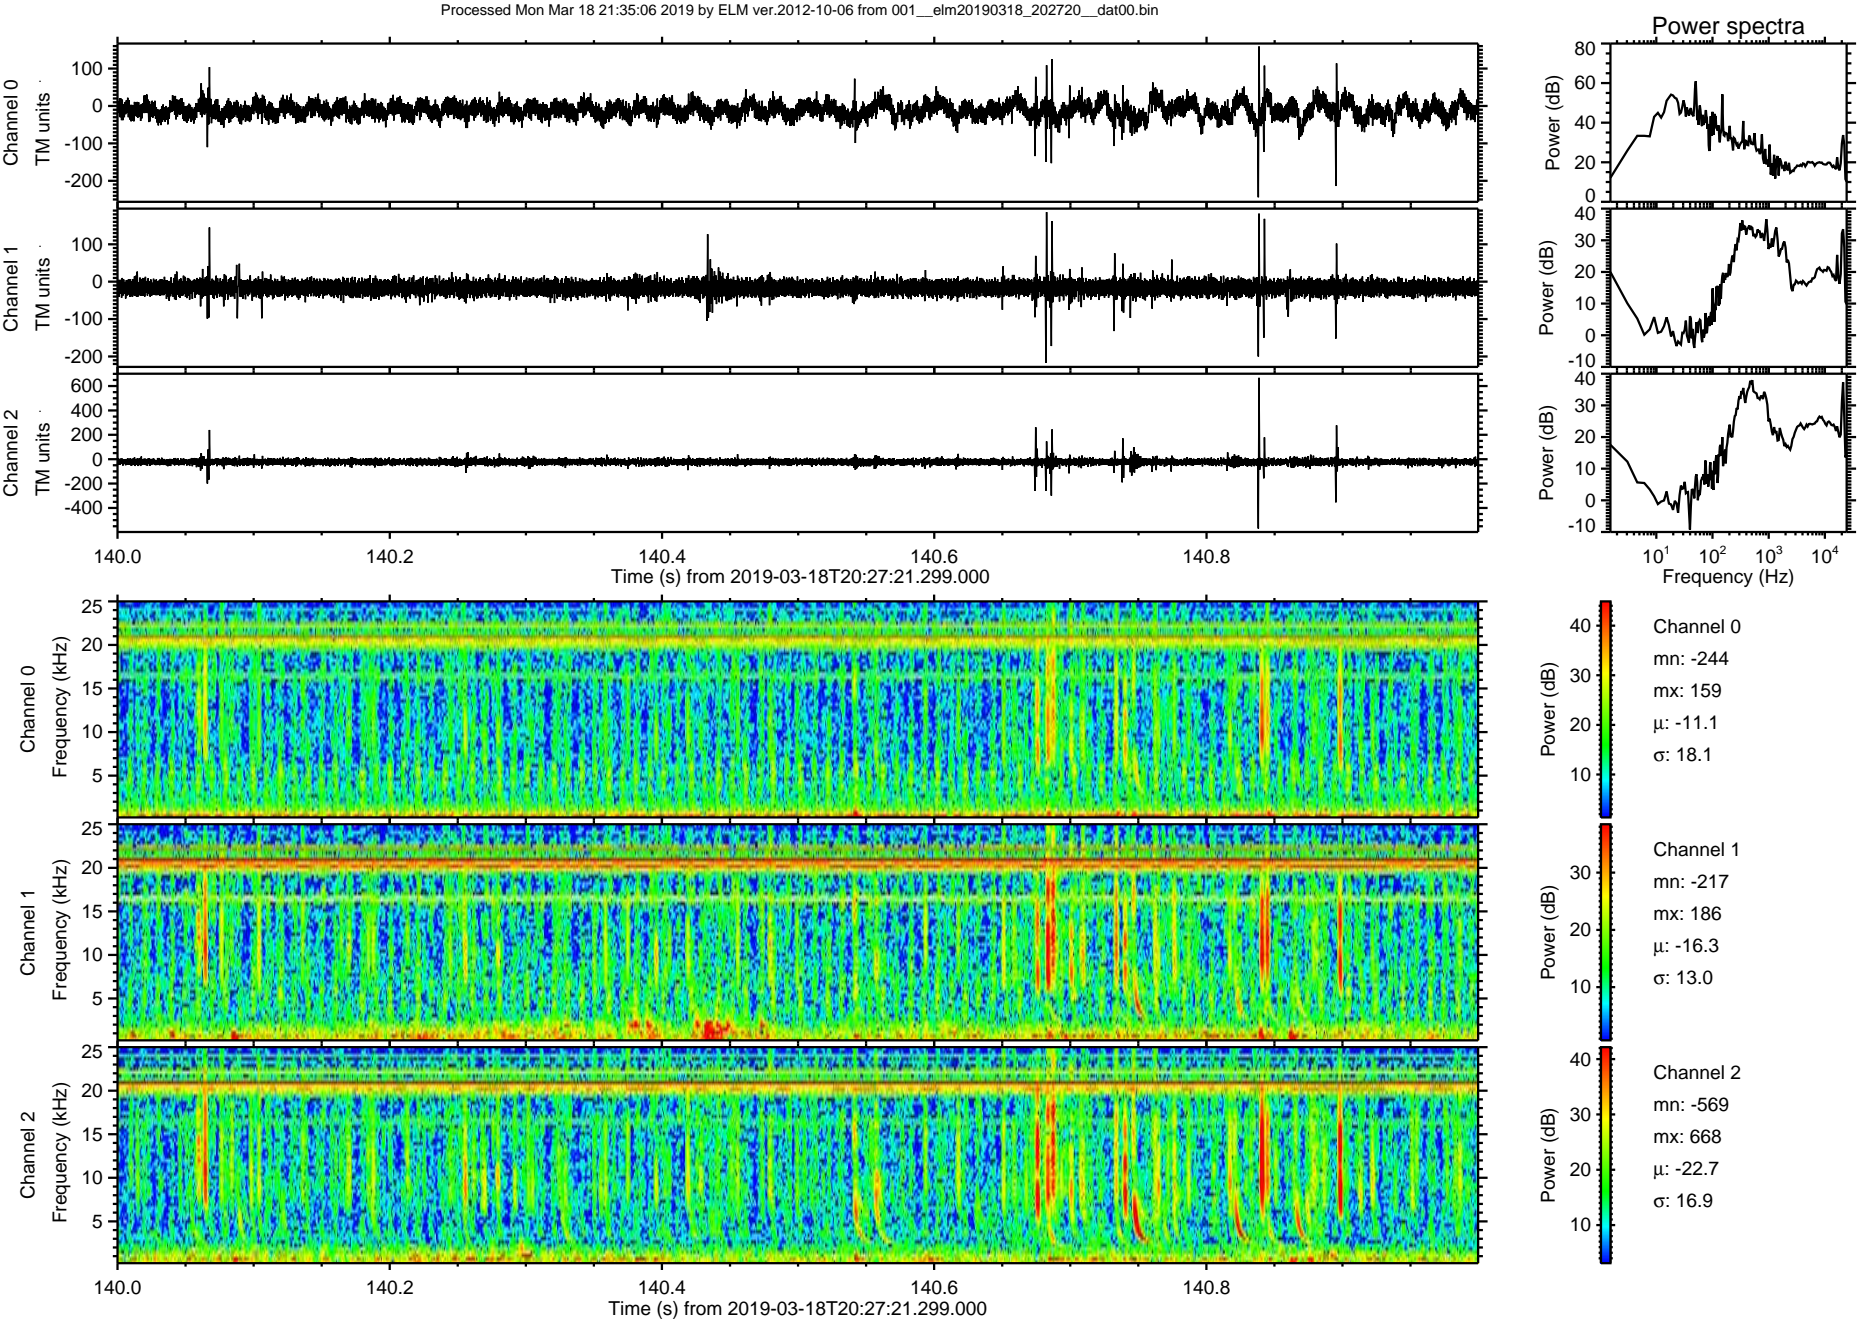 Processed Mon Mar 18 21:35:06 2019 by ELM ver.2012-10-06 from 001__elm20190318_202720__dat00.bin
Power spectra
Channel 0
TM units
100
0
-100
-200
Power (dB)
80
60
40
20
0
Channel 1
TM units
100
0
-100
-200
Power (dB)
40
30
20
10
0
-10
Channel 2
TM units
600
400
200
0
-200
-400
Power (dB)
40
30
20
10
0
-10
140.0 140.2 140.4 140.6 140.8
Time (s) from 2019-03-18T20:27:21.299.000
10¹ 10² 10³ 10⁴
Frequency (Hz)
Channel 0
Frequency (kHz)
25
20
15
10
5
Power (dB)
40
30
20
10
Channel 0
mn: -244
mx: 159
μ: -11.1
σ: 18.1
Channel 1
Frequency (kHz)
25
20
15
10
5
Power (dB)
30
20
10
Channel 1
mn: -217
mx: 186
μ: -16.3
σ: 13.0
Channel 2
Frequency (kHz)
25
20
15
10
5
Power (dB)
40
30
20
10
Channel 2
mn: -569
mx: 668
μ: -22.7
σ: 16.9
140.0 140.2 140.4 140.6 140.8
Time (s) from 2019-03-18T20:27:21.299.000